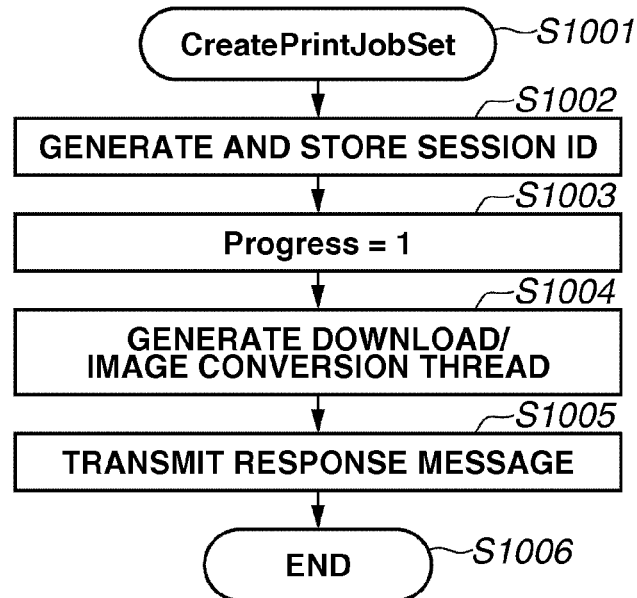 CreatePrintJobSet
S1001
S1002
GENERATE AND STORE SESSION ID
S1003
Progress = 1
S1004
GENERATE DOWNLOAD/
IMAGE CONVERSION THREAD
S1005
TRANSMIT RESPONSE MESSAGE
END
S1006